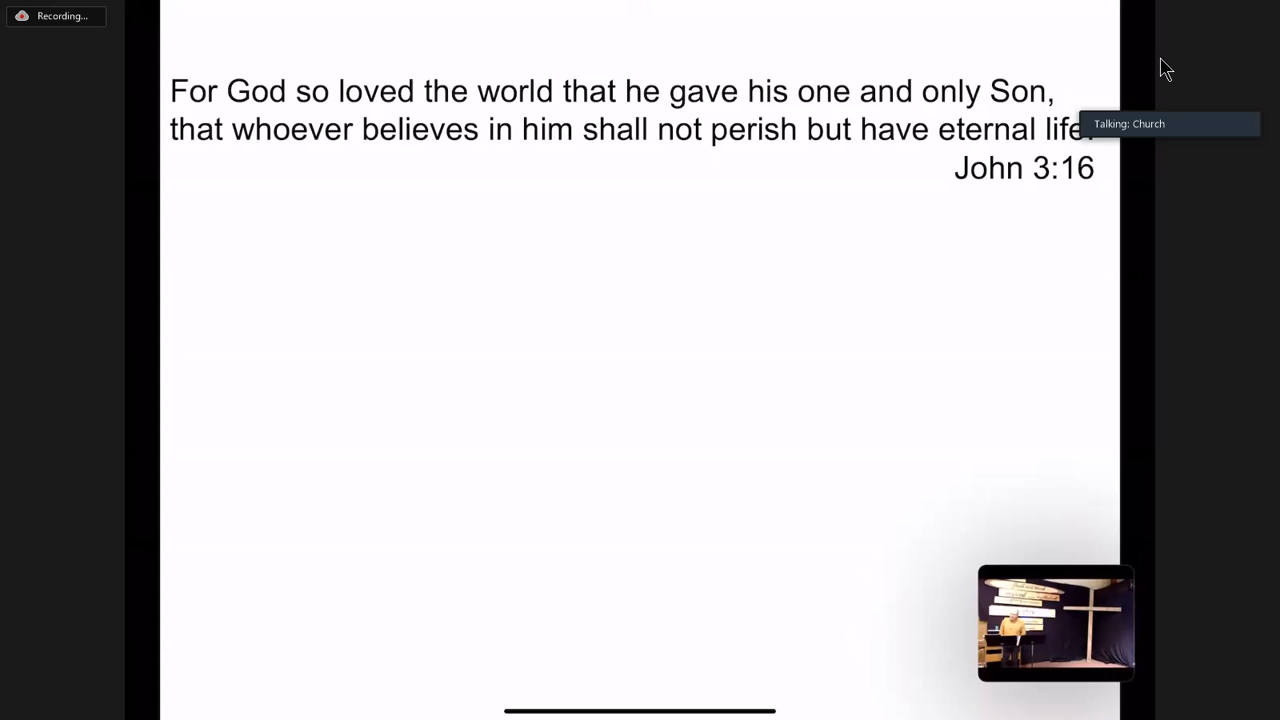 Recording...
For God so loved the world that he gave his one and only Son,
Talking: Church
that whoever believes in him shall not perish but have eternal life.
John 3:16